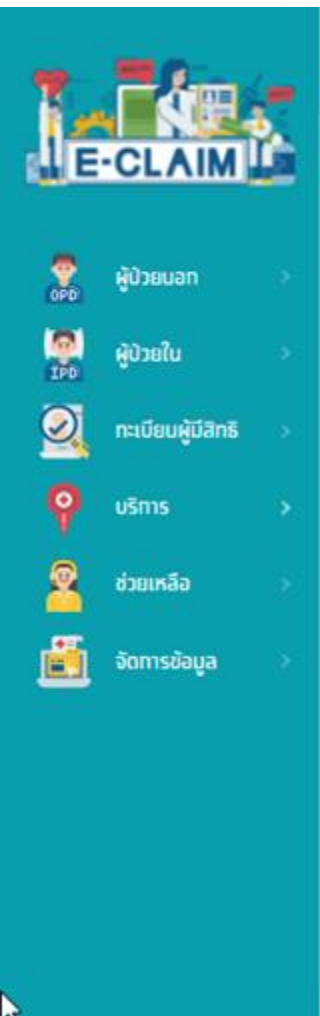 E-CLAIM
OPD
ผู้ป่วยนอก
IPD
ผู้ป่วยใน
ทะเบียนผู้มีสิทธิ
บริการ
ช่วยเหลือ
จัดการข้อมูล